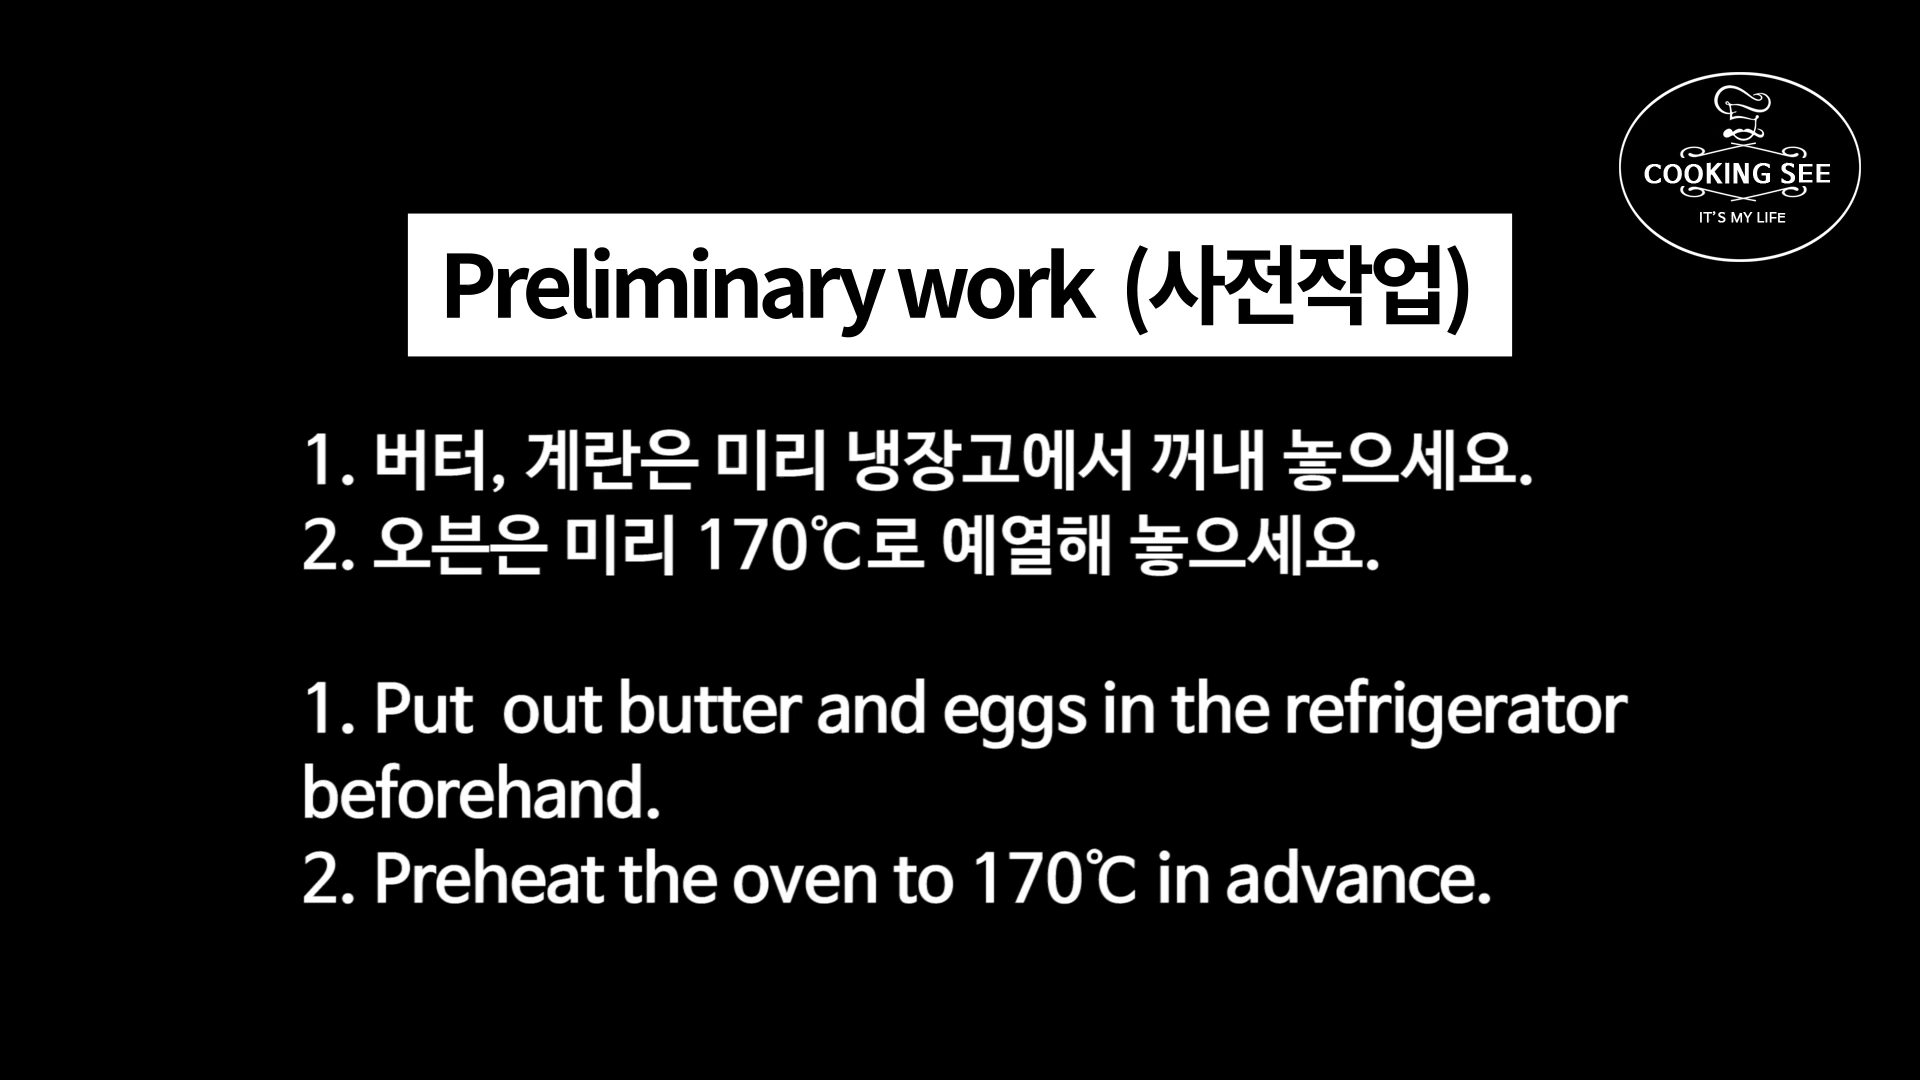 COOKING SEE
IT'S MY LIFE
Preliminary work (사전작업)
1. 버터, 계란은 미리 냉장고에서 꺼내 놓으세요.
2. 오븐은 미리 170℃로 예열해 놓으세요.
1. Put out butter and eggs in the refrigerator
beforehand.
2. Preheat the oven to 170℃ in advance.